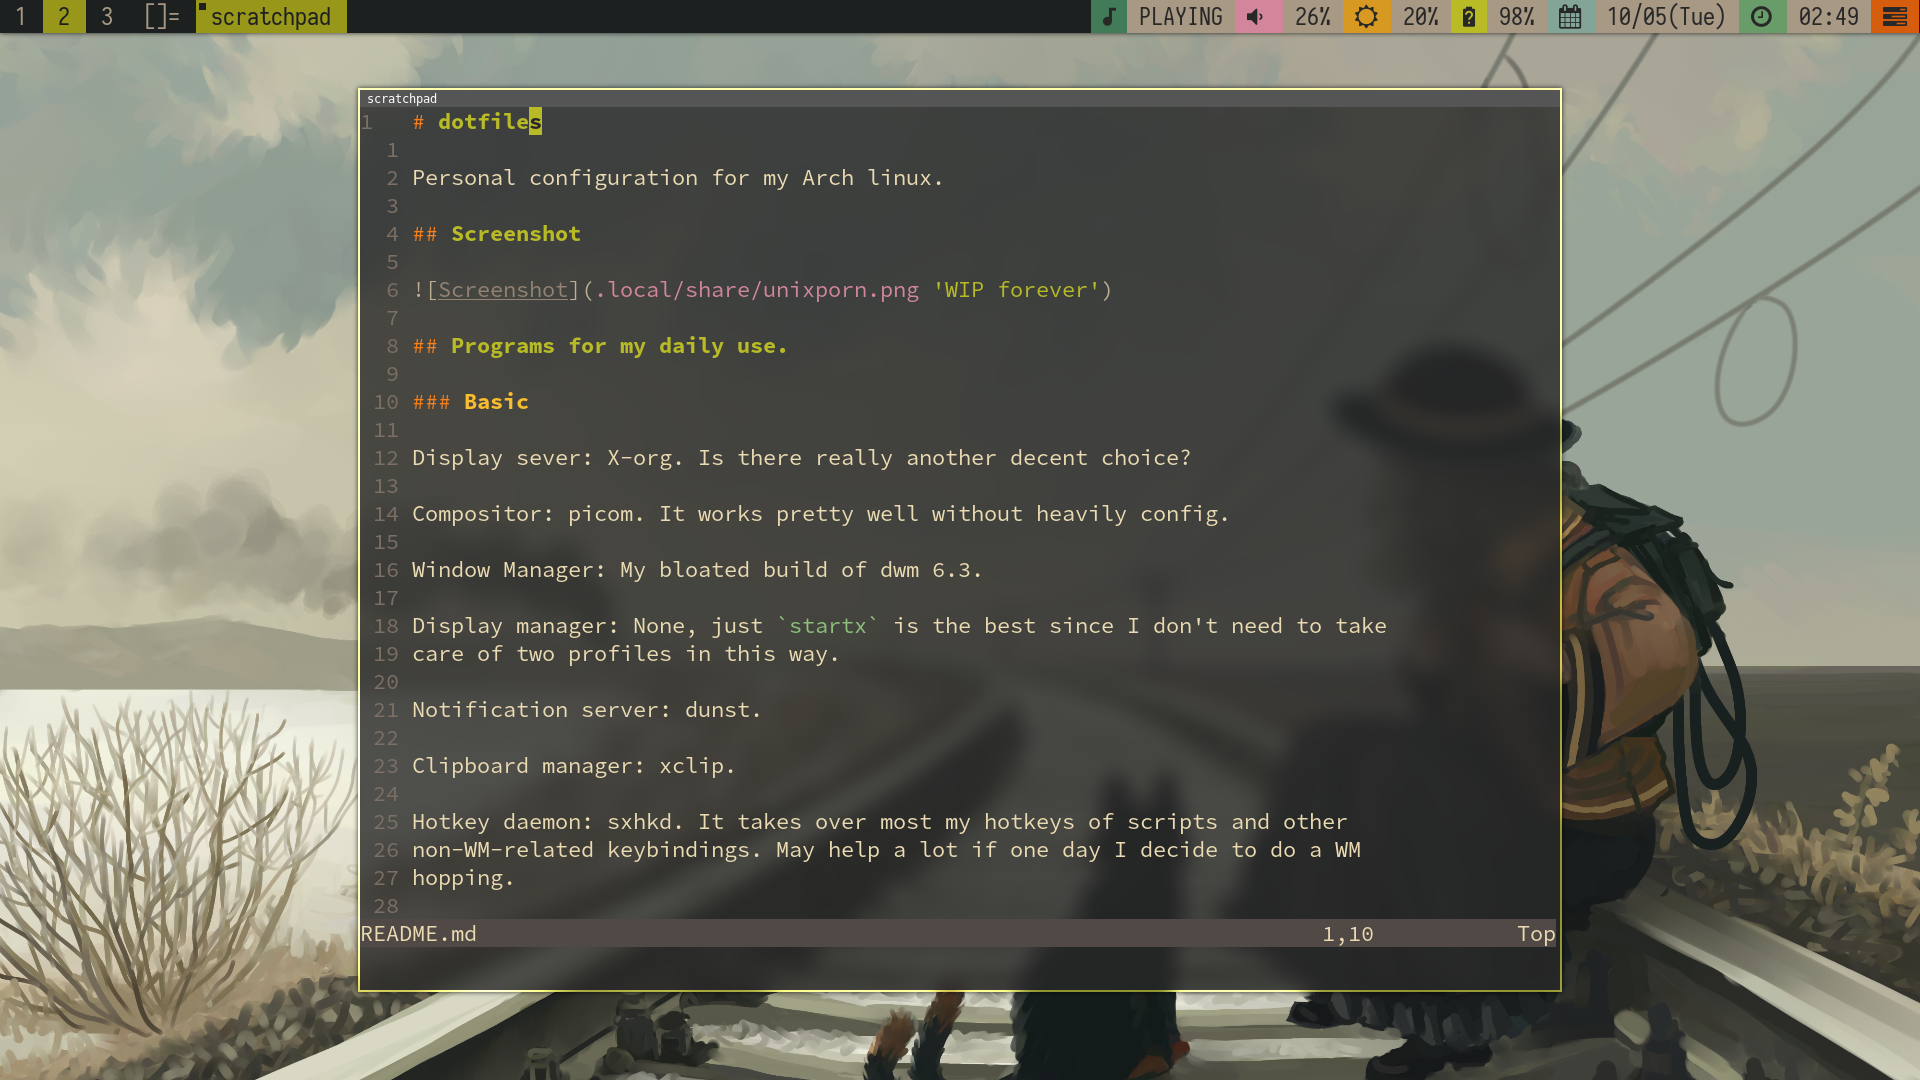 1 2 3 []= scratchpad PLAYING 26% 20% 98% 10/05(Tue) 02:49
scratchpad
1 # dotfiles
1
2 Personal configuration for my Arch linux.
3
4 ## Screenshot
5
6 ![Screenshot](.local/share/unixporn.png 'WIP forever')
7
8 ## Programs for my daily use.
9
10 ### Basic
11
12 Display sever: X-org. Is there really another decent choice?
13
14 Compositor: picom. It works pretty well without heavily config.
15
16 Window Manager: My bloated build of dwm 6.3.
17
18 Display manager: None, just `startx` is the best since I don't need to take
19 care of two profiles in this way.
20
21 Notification server: dunst.
22
23 Clipboard manager: xclip.
24
25 Hotkey daemon: sxhkd. It takes over most my hotkeys of scripts and other
26 non-WM-related keybindings. May help a lot if one day I decide to do a WM
27 hopping.
28
README.md 1,10 Top